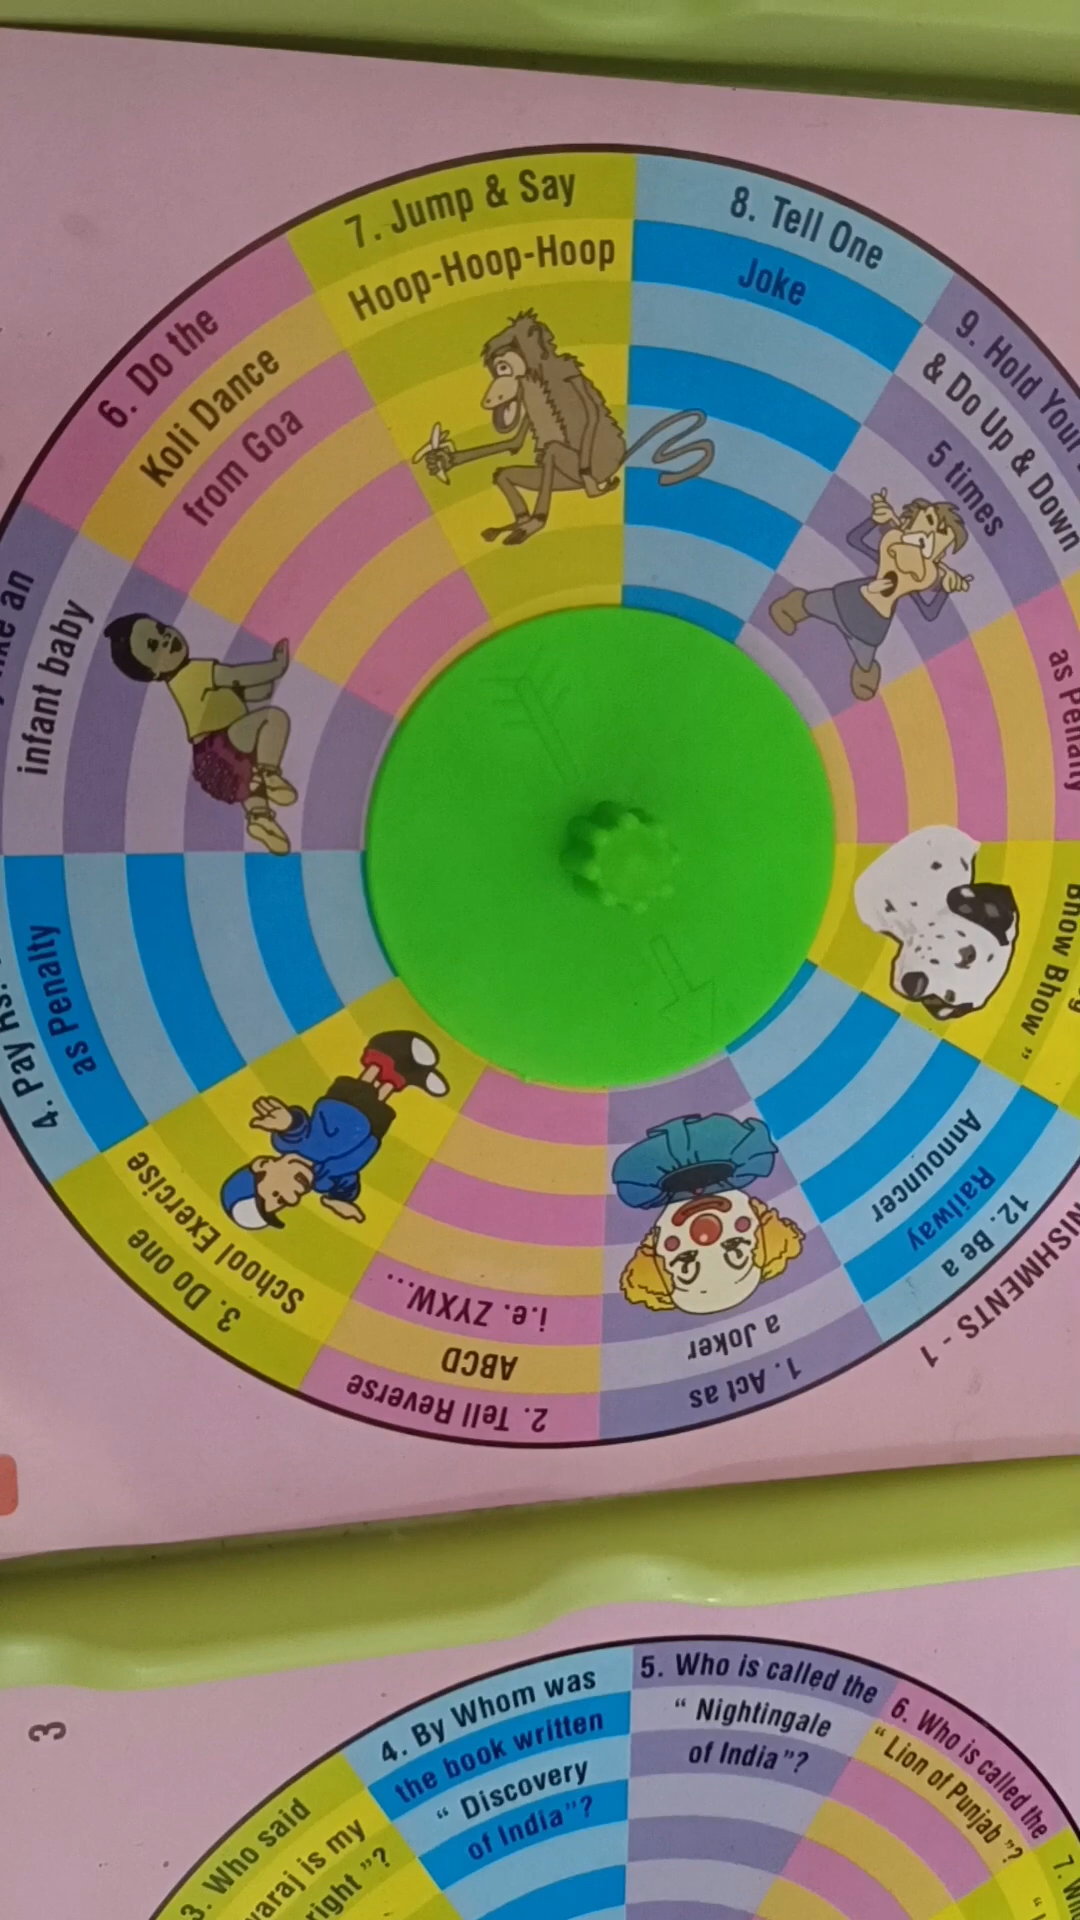 1. Act as
a Joker
2. Tell Reverse
ABCD
i.e. ZYXW...
3. Do one
School Exercise
4. Pay Rs.
as Penalty
an
infant baby
6. Do the
Koli Dance
from Goa
7. Jump & Say
Hoop-Hoop-Hoop
8. Tell One
Joke
9. Hold Your
& Do Up & Down
5 times
as Penalty
Bhow Bhow ”
12. Be a
Railway
Announcer
NISHMENTS - 1
3
3. Who said
is my
right ”?
4. By Whom was
the book written
“ Discovery
of India”?
5. Who is called the
“ Nightingale
of India”?
6. Who is called the
“ Lion of Punjab ”?
7.